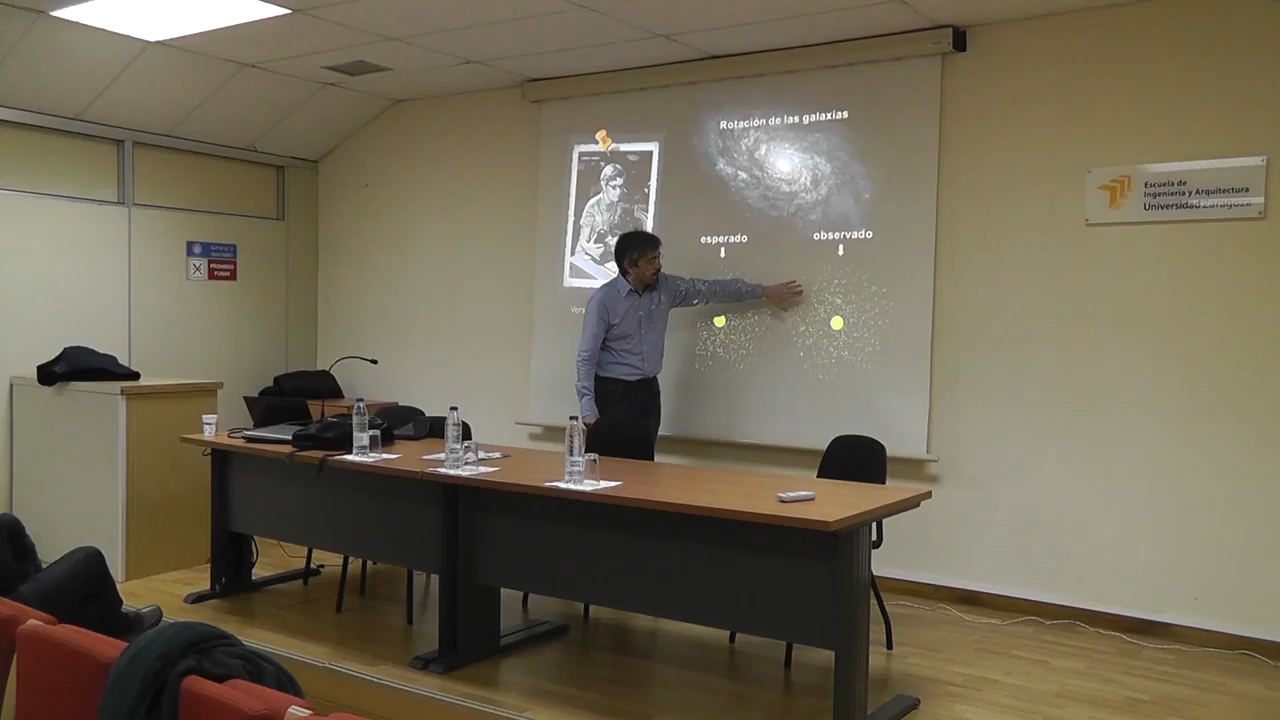 Rotación de las galaxias
esperado
observado
Escuela de
Ingeniería y Arquitectura
Universidad Zaragoza
PROHIBIDO
FUMAR